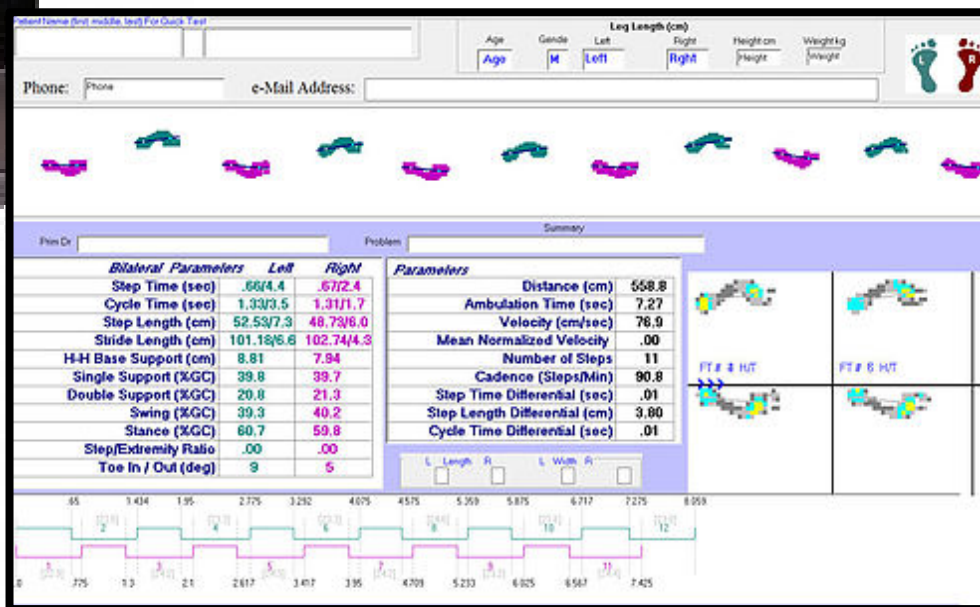 Patient Name (first, middle, last) For Quick Test
Leg Length (cm)
Age Gende Left Right Height cm Weight kg
Age M Left Right Height Weight
L R
Phone: Phone e-Mail Address:
Summary
Prim Dr Problem
Bilateral Parameters Left Right
Step Time (sec) .66/4.4 .67/2.4
Cycle Time (sec) 1.33/3.5 1.31/1.7
Step Length (cm) 52.53/7.3 48.73/6.0
Stride Length (cm) 101.18/6.6 102.74/4.3
H-H Base Support (cm) 8.81 7.94
Single Support (%GC) 39.8 39.7
Double Support (%GC) 20.8 21.3
Swing (%GC) 39.3 40.2
Stance (%GC) 60.7 59.8
Step/Extremity Ratio .00 .00
Toe In / Out (deg) 9 5
Parameters
Distance (cm) 558.8
Ambulation Time (sec) 7.27
Velocity (cm/sec) 76.9
Mean Normalized Velocity .00
Number of Steps 11
Cadence (Steps/Min) 90.8
Step Time Differential (sec) .01
Step Length Differential (cm) 3.80
Cycle Time Differential (sec) .01
L Length R L Width R
FT # 6 H/T
.65 1.434 1.95 2.775 3.292 4.075 4.575 5.359 5.875 6.717 7.275 8.059
2 4 6 8 10 12
1 3 5 7 9 11
.0 .775 1.3 2.1 2.617 3.417 3.95 4.709 5.233 6.025 6.567 7.425